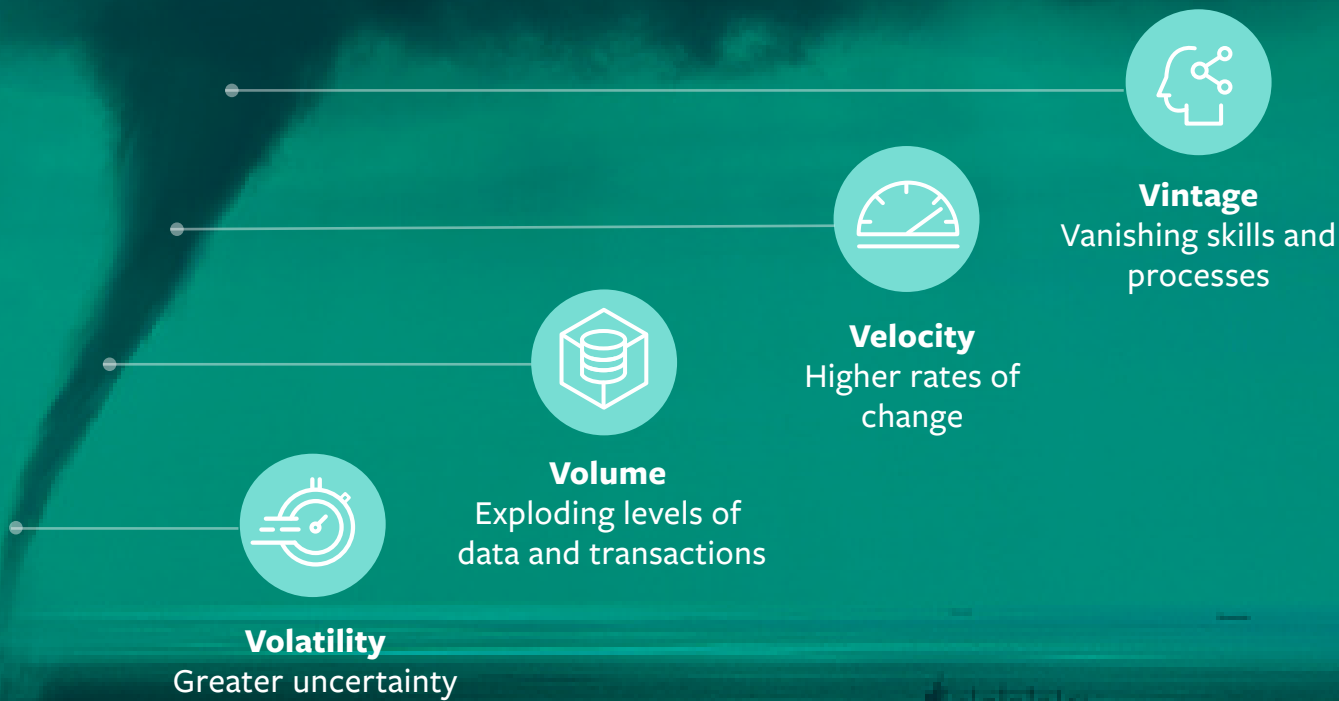 Vintage
Vanishing skills and
processes
Velocity
Higher rates of
change
Volume
Exploding levels of
data and transactions
Volatility
Greater uncertainty